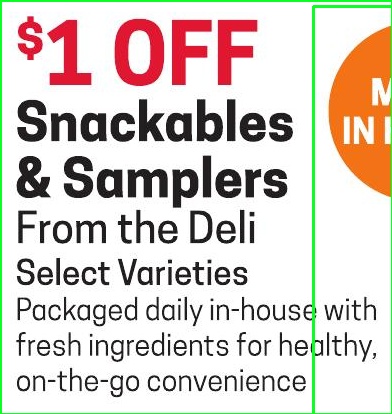 $1 OFF
Snackables
& Samplers
From the Deli
Select Varieties
Packaged daily in-house with
fresh ingredients for healthy,
on-the-go convenience
IN